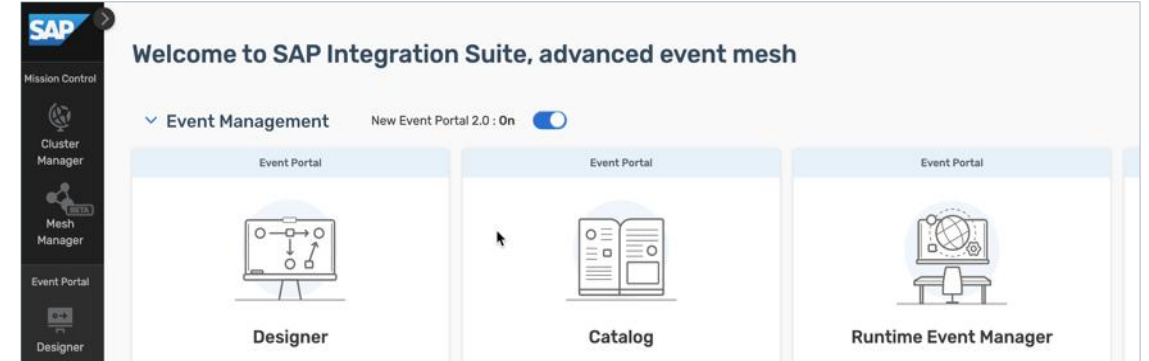 SAP
Welcome to SAP Integration Suite, advanced event mesh
Mission Control
Cluster
Manager
BETA
Mesh
Manager
Event Portal
Designer
Event Management
New Event Portal 2.0 : On
Event Portal
Designer
Event Portal
Catalog
Event Portal
Runtime Event Manager